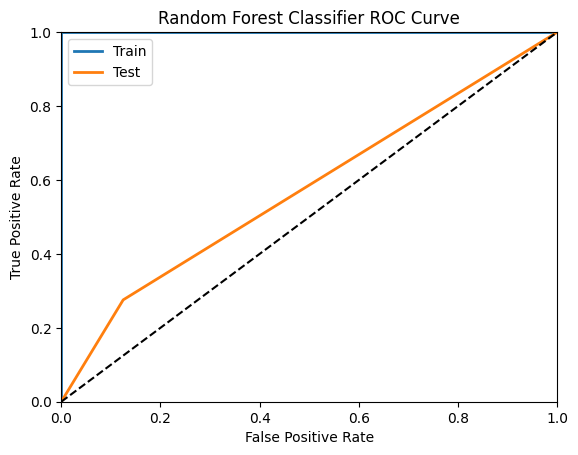 Random Forest Classifier ROC Curve
1.0
Train
Test
0.8
0.6
0.4
0.2
0.0
True Positive Rate
0.0 0.2 0.4 0.6 0.8 1.0
False Positive Rate